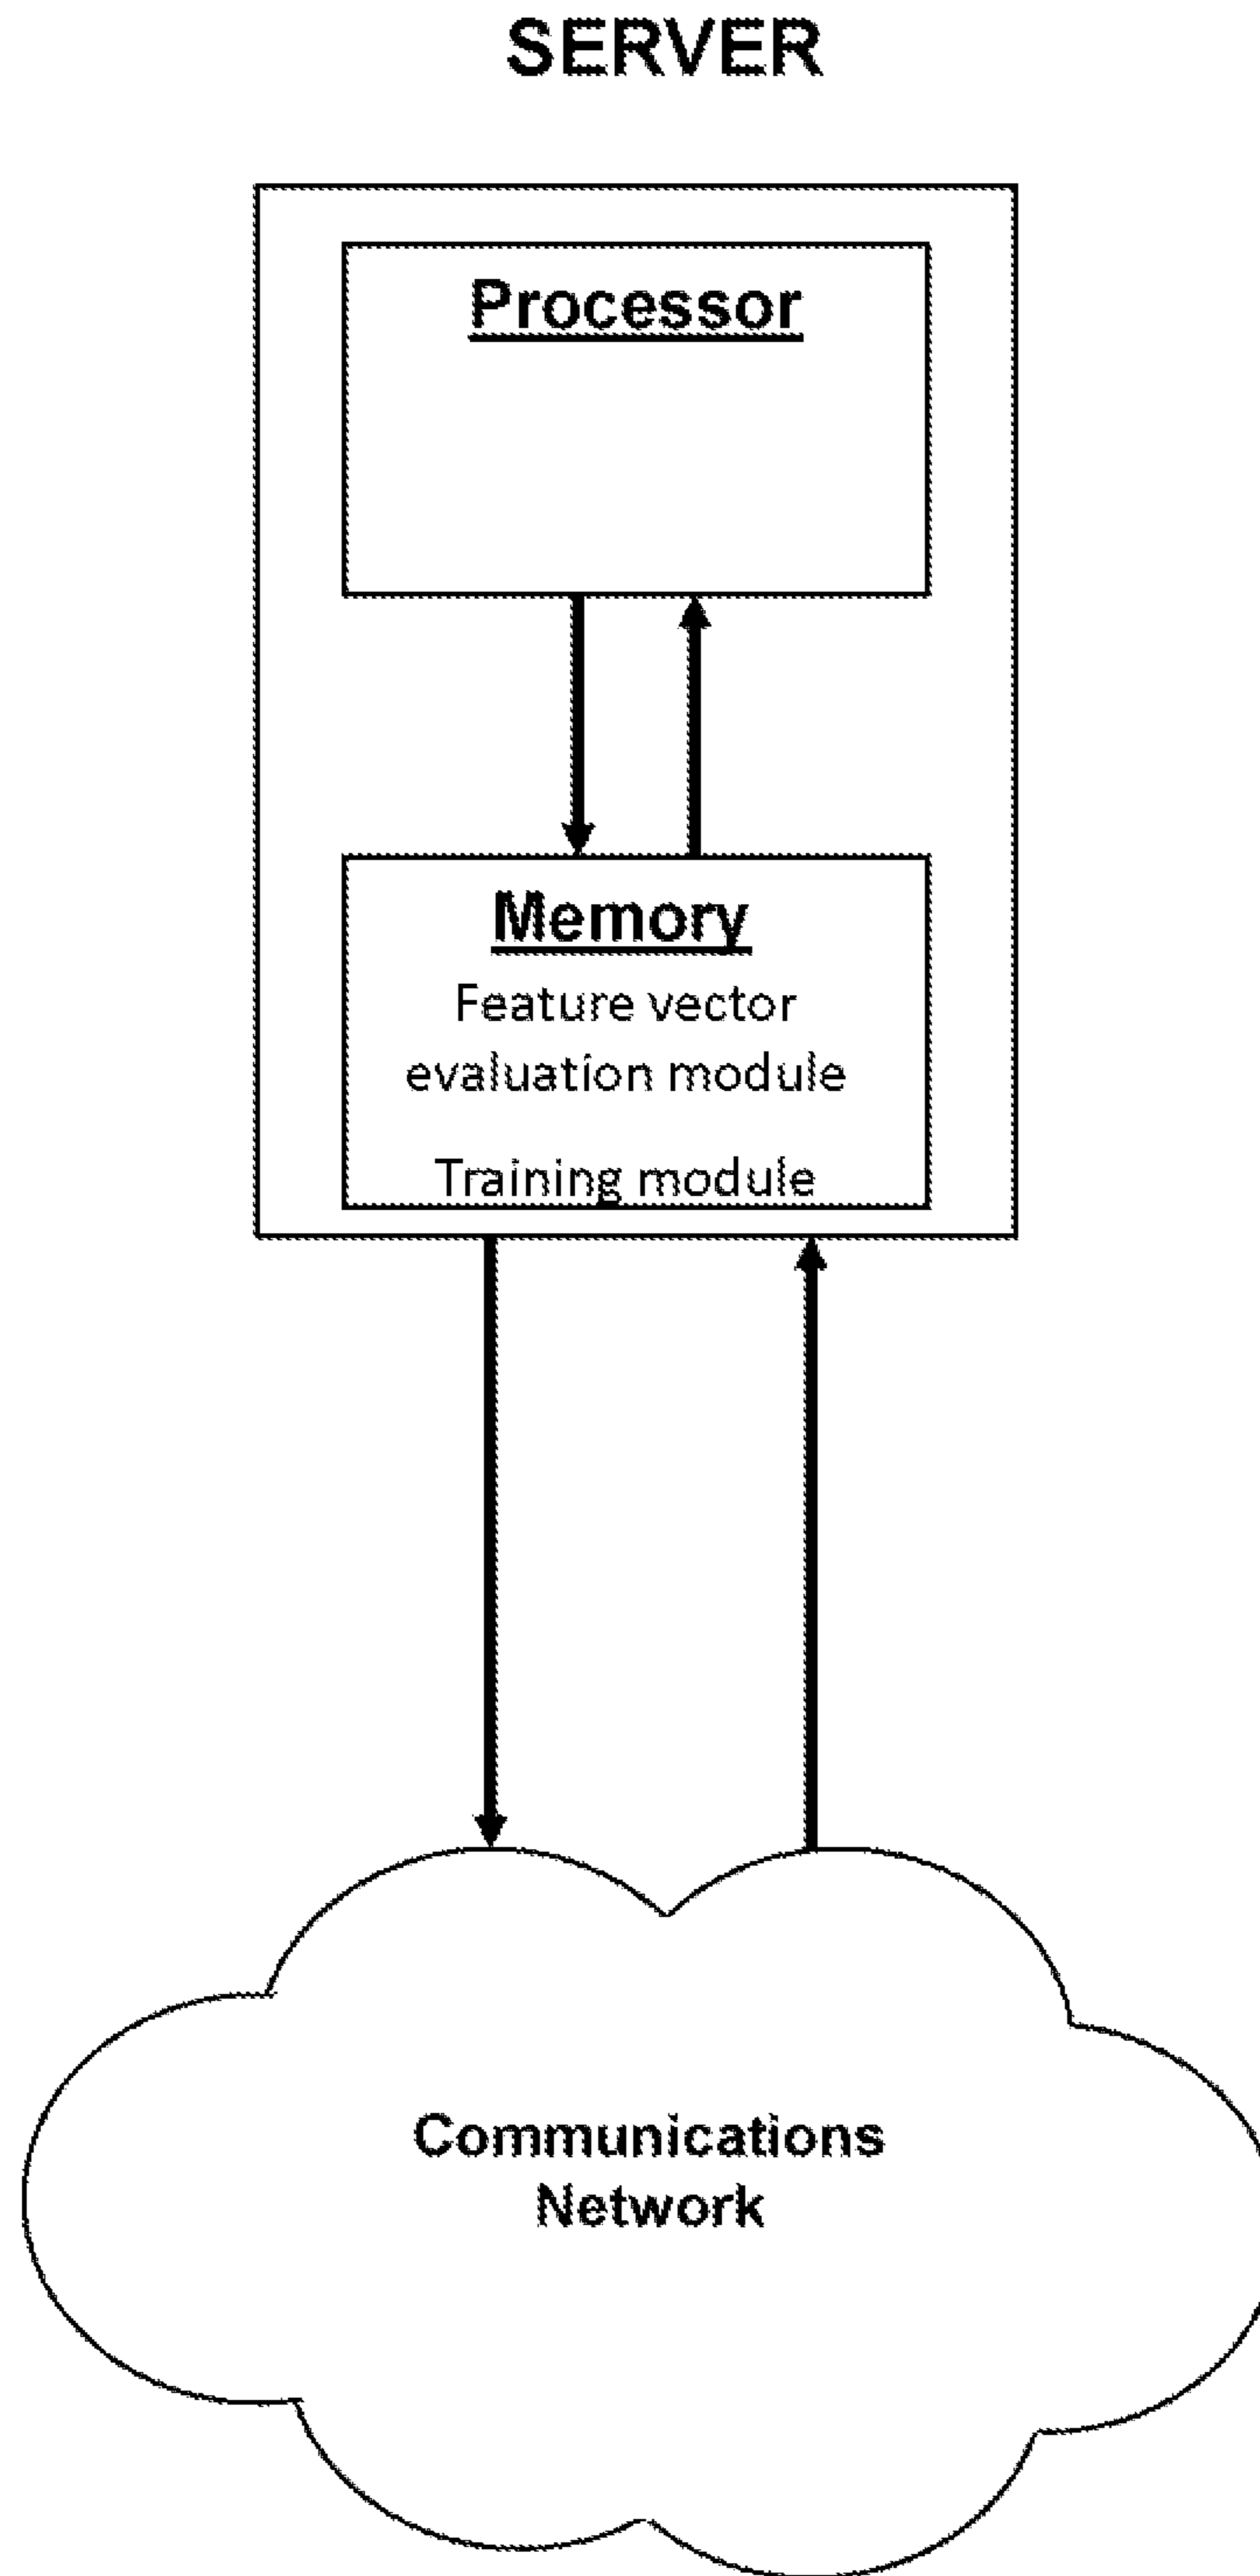 SERVER
Processor
Memory
Feature vector
evaluation module
Training module
Communications
Network